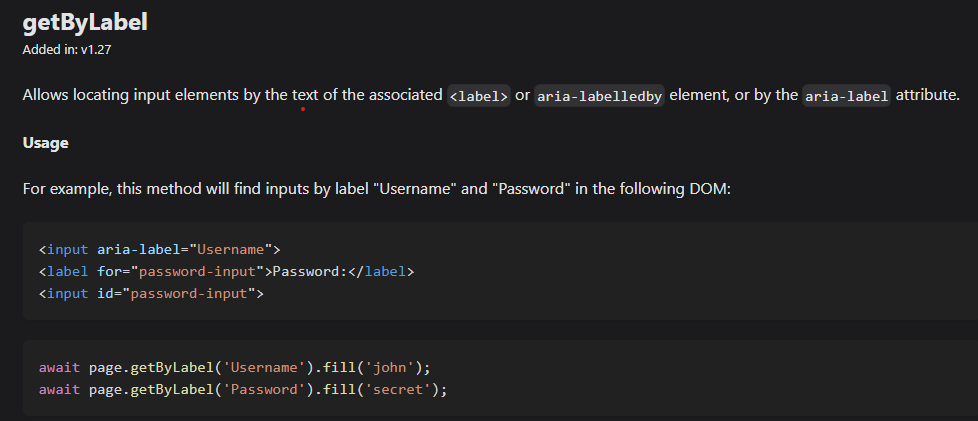 getByLabel
Added in: v1.27
Allows locating input elements by the text of the associated <label> or aria-labelledby element, or by the aria-label attribute.
Usage
For example, this method will find inputs by label "Username" and "Password" in the following DOM:
<input aria-label="Username">
<label for="password-input">Password:</label>
<input id="password-input">
await page.getByLabel('Username').fill('john');
await page.getByLabel('Password').fill('secret');